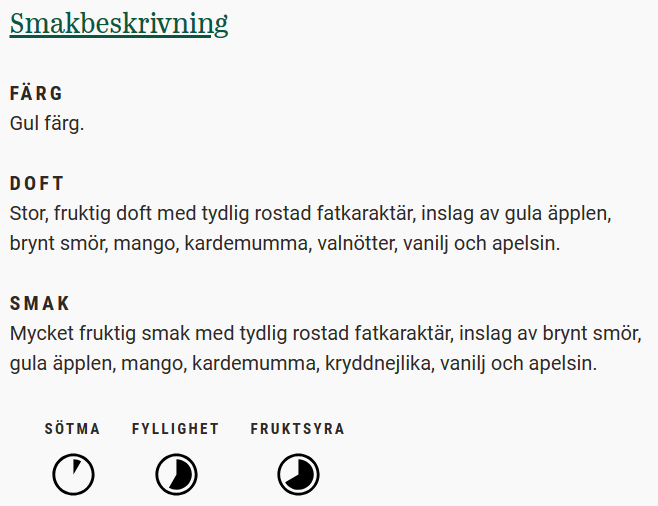 Smakbeskrivning
FÄRG
Gul färg.
DOFT
Stor, fruktig doft med tydlig rostad fatkaraktär, inslag av gula äpplen,
brynt smör, mango, kardemumma, valnötter, vanilj och apelsin.
SMAK
Mycket fruktig smak med tydlig rostad fatkaraktär, inslag av brynt smör,
gula äpplen, mango, kardemumma, kryddnejlika, vanilj och apelsin.
SÖTMA FYLLIGHET FRUKTSYRA